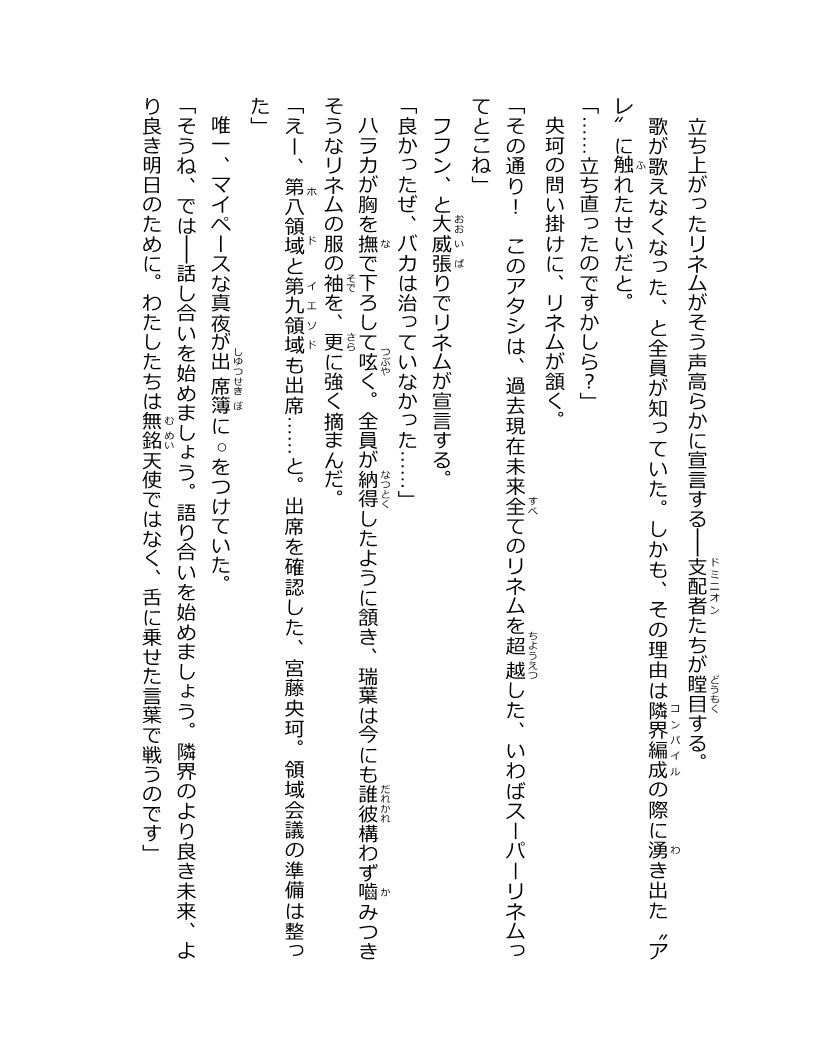 立ち上がったリネムがそう声高らかに宣言する──支配者たちが瞠目する。
　歌が歌えなくなった、と全員が知っていた。しかも、その理由は隣界編成の際に湧き出た〝ア
レ〟に触れたせいだと。
「……立ち直ったのですかしら？」
　央珂の問い掛けに、リネムが頷く。
「その通り！　このアタシは、過去現在未来全てのリネムを超越した、いわばスーパーリネムっ
てとこね」
　フフン、と大威張りでリネムが宣言する。
「良かったぜ、バカは治っていなかった……」
　ハラカが胸を撫で下ろして呟く。全員が納得したように頷き、瑞葉は今にも誰彼構わず嚙みつき
そうなリネムの服の袖を、更に強く摘まんだ。
「えー、第八領域と第九領域も出席……と。出席を確認した、宮藤央珂。領域会議の準備は整っ
た」
　唯一、マイペースな真夜が出席簿に○をつけていた。
「そうね、では──話し合いを始めましょう。語り合いを始めましょう。隣界のより良き未来、よ
り良き明日のために。わたしたちは無銘天使ではなく、舌に乗せた言葉で戦うのです」